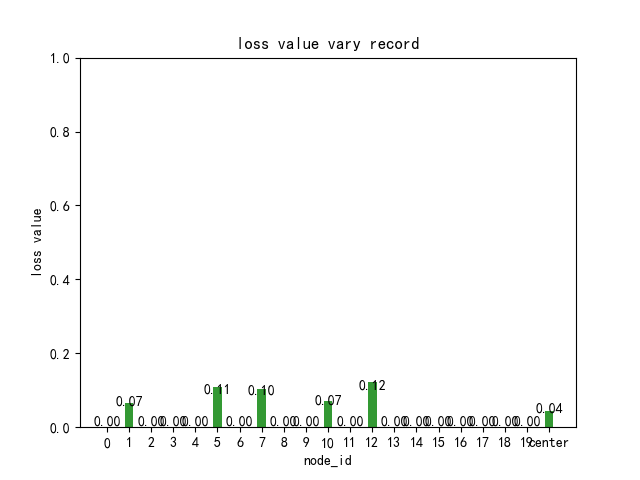 loss value vary record
1.0
0.8
0.6
0.4
0.2
0.0
loss value
0.00 0.07 0.00 0.00 0.00 0.11 0.00 0.10 0.00 0.00 0.07 0.00 0.12 0.00 0.00 0.00 0.00 0.00 0.00 0.00 0.04
0 1 2 3 4 5 6 7 8 9 10 11 12 13 14 15 16 17 18 19 center
node_id